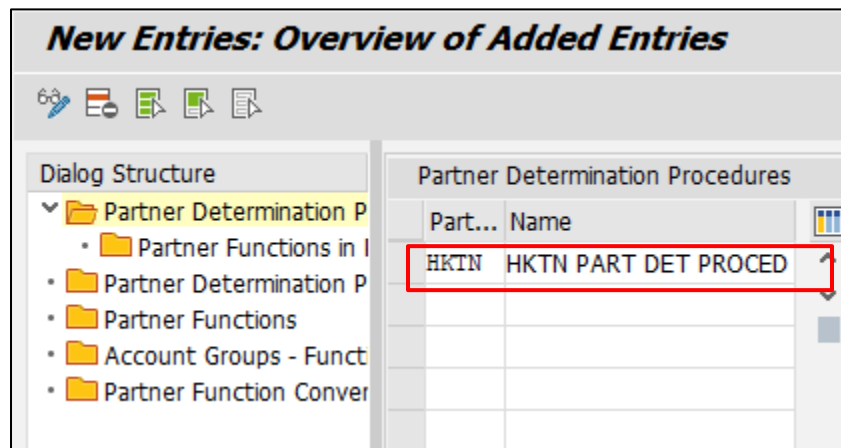 New Entries: Overview of Added Entries
Dialog Structure
Partner Determination P
Partner Functions in
Partner Determination P
Partner Functions
Account Groups - Functi
Partner Function Conver
Partner Determination Procedures
Part... Name
HKTN HKTN PART DET PROCED